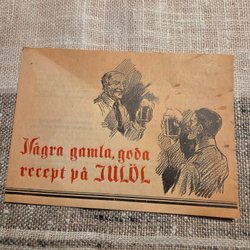 Några gamla, goda
recept på JULÖL